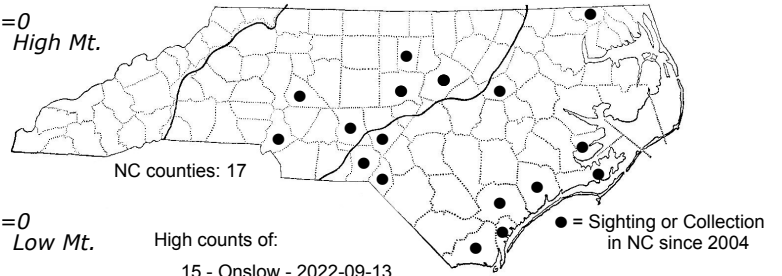 =0
High Mt.
NC counties: 17
=0
Low Mt.
High counts of:
15 - Onslow - 2022-09-13
● = Sighting or Collection
in NC since 2004